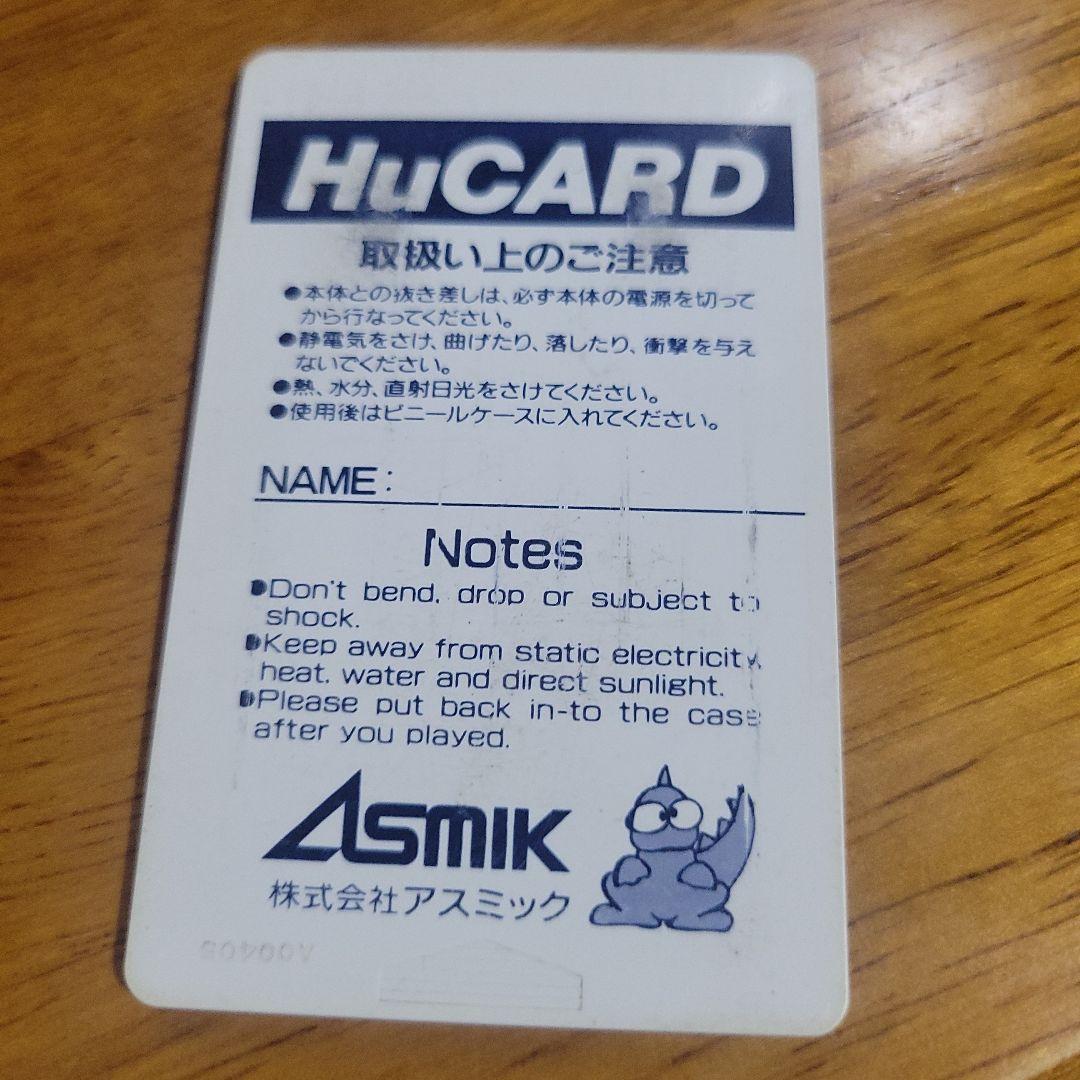 HuCARD
取扱い上のご注意
●本体との抜き差しは、必ず本体の電源を切って
から行なってください。
●静電気をさけ、曲げたり、落したり、衝撃を与え
ないでください。
●熱、水分、直射日光をさけてください。
●使用後はビニールケースに入れてください。
NAME:
Notes
●Don't bend, drop or subject to
shock.
●Keep away from static electricity,
heat, water and direct sunlight.
●Please put back in-to the case
after you played.
ASMIK
株式会社アスミック